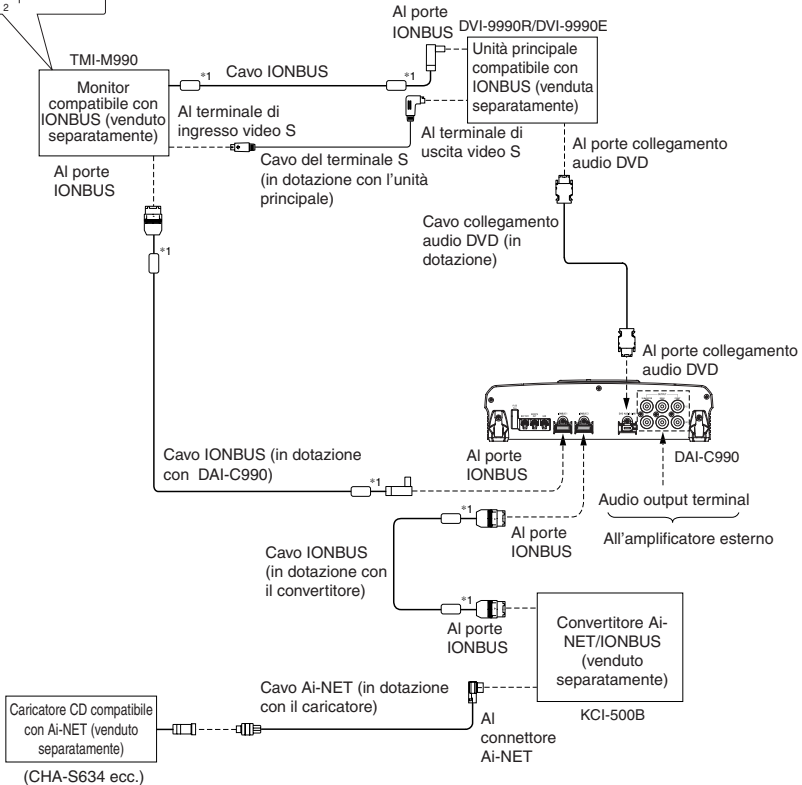 2
Al porte
IONBUS
DVI-9990R/DVI-9990E
Unità principale
compatibile con
IONBUS (venduta
separatamente)
TMI-M990
Monitor
compatibile con
IONBUS (venduto
separatamente)
*1
Cavo IONBUS
*1
Al terminale di
ingresso video S
Al terminale di
uscita video S
Cavo del terminale S
(in dotazione con l'unità
principale)
Al porte collegamento
audio DVD
Al porte
IONBUS
*1
Cavo collegamento
audio DVD (in
dotazione)
Al porte collegamento
audio DVD
DAI-C990
Cavo IONBUS (in dotazione
con DAI-C990)
*1
Al porte
IONBUS
Audio output terminal
All'amplificatore esterno
*1
Al porte
IONBUS
Cavo IONBUS
(in dotazione con
il convertitore)
*1
Al porte
IONBUS
Convertitore Ai-
NET/IONBUS
(venduto
separatamente)
KCI-500B
Cavo Ai-NET (in dotazione
con il caricatore)
Al
connettore
Ai-NET
Caricatore CD compatibile
con Ai-NET (venduto
separatamente)
(CHA-S634 ecc.)